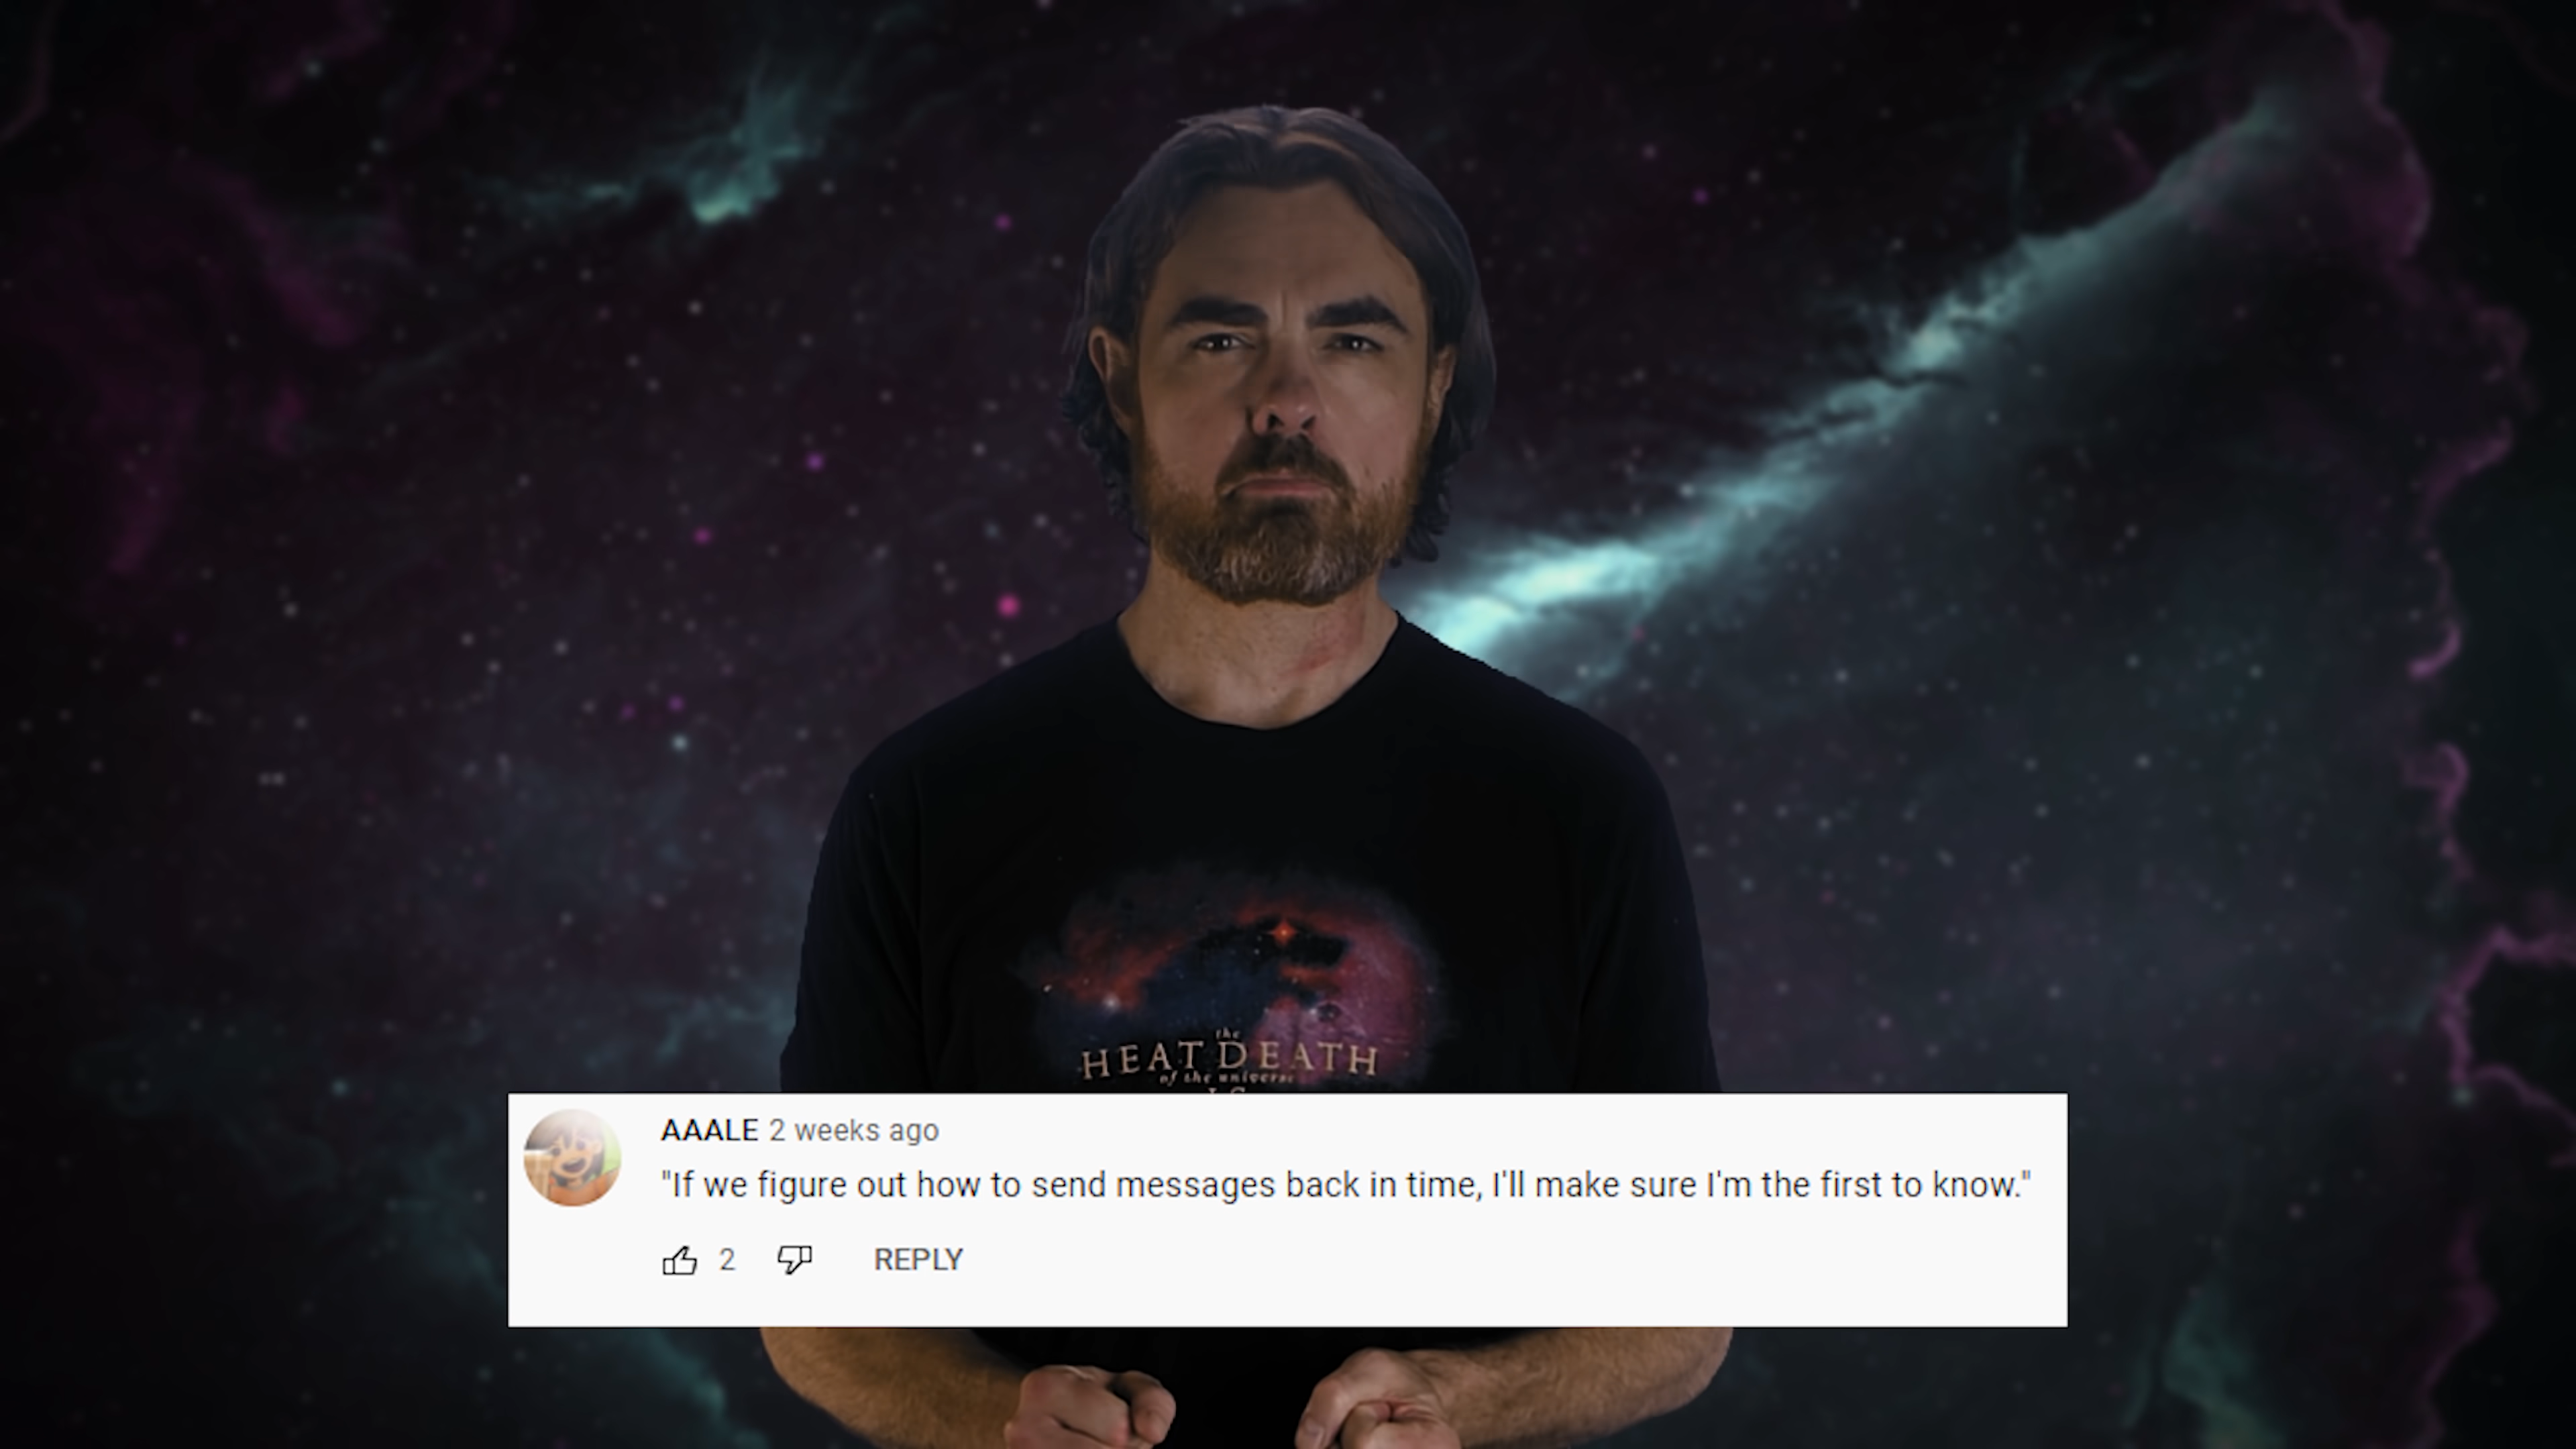 the
HEAT DEATH
of the universe
AAALE 2 weeks ago
"If we figure out how to send messages back in time, I'll make sure I'm the first to know."
2 REPLY